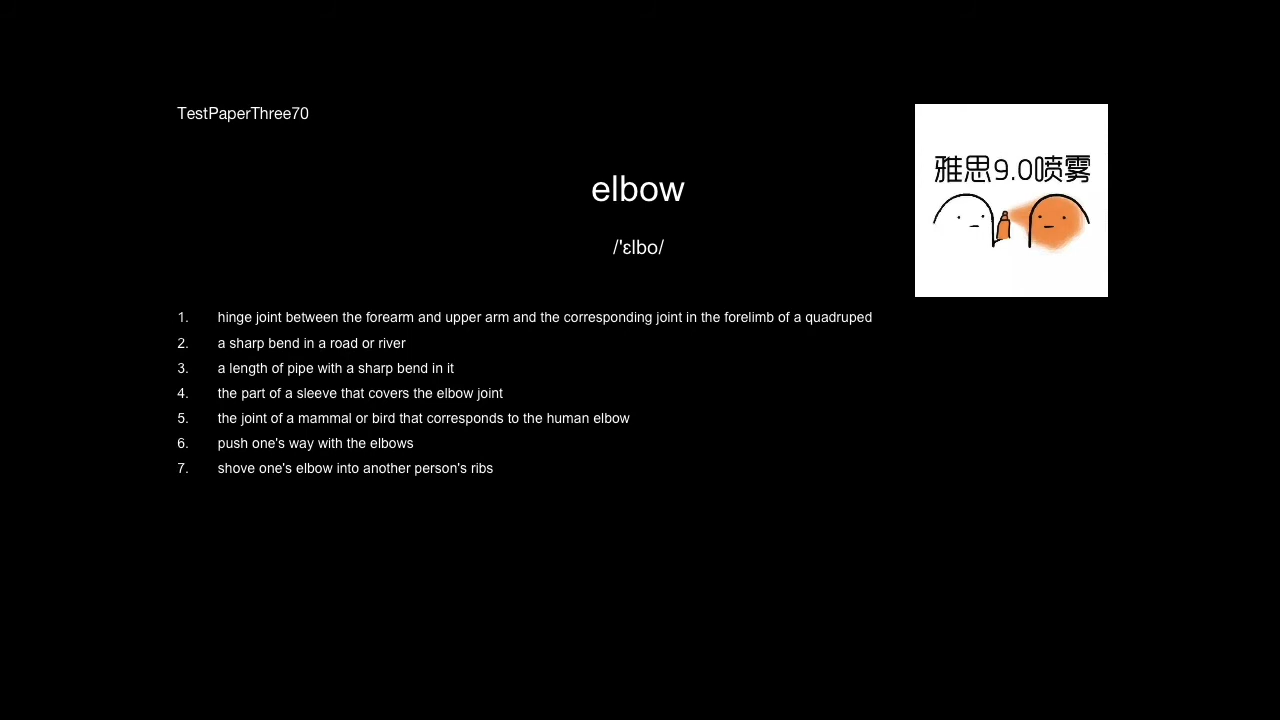 TestPaperThree70
雅思9.0喷雾
elbow
/'ɛlbo/
1. hinge joint between the forearm and upper arm and the corresponding joint in the forelimb of a quadruped
2. a sharp bend in a road or river
3. a length of pipe with a sharp bend in it
4. the part of a sleeve that covers the elbow joint
5. the joint of a mammal or bird that corresponds to the human elbow
6. push one's way with the elbows
7. shove one's elbow into another person's ribs